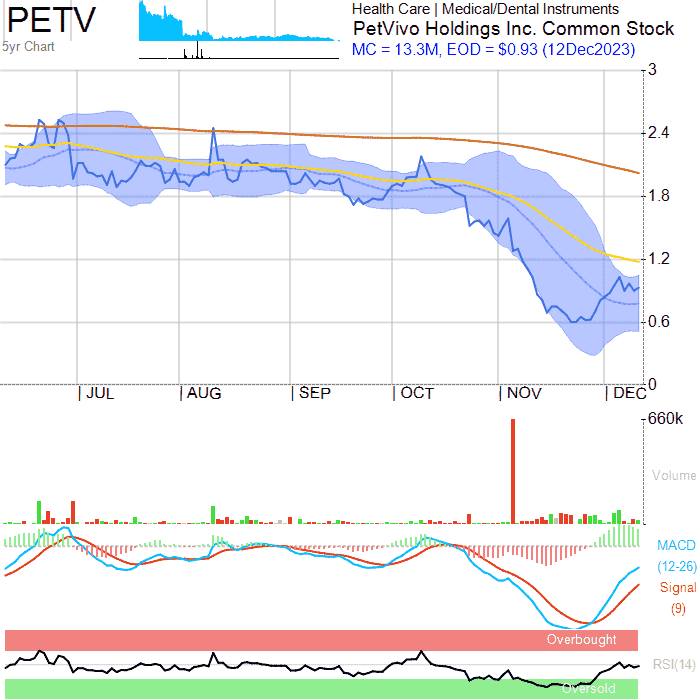 PETV
5yr Chart
Health Care | Medical/Dental Instruments
PetVivo Holdings Inc. Common Stock
MC = 13.3M, EOD = $0.93 (12Dec2023)
3
2.4
1.8
1.2
0.6
0
| JUL | AUG | SEP | OCT | NOV | DEC
660k
Volume
MACD
(12-26)
Signal
(9)
Overbought
RSI(14)
Oversold